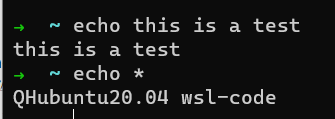 → ~ echo this is a test
this is a test
→ ~ echo *
QHubuntu20.04 wsl-code